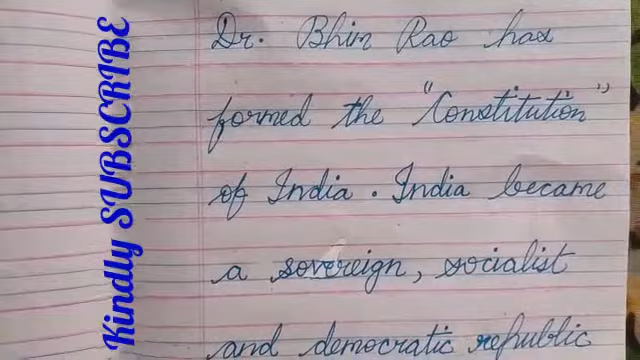 Kindly SUBSCRIBE
Dr. Bhim Rao has
formed the "Constitution"
of India. India became
a sovereign, socialist
and democratic republic